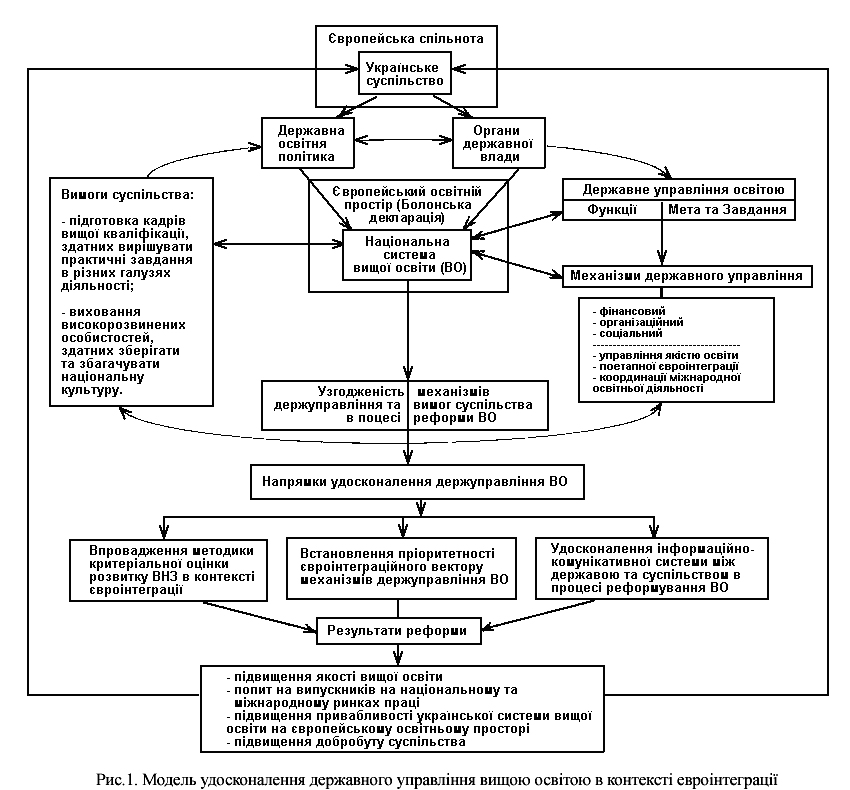 Європейська спільнота
Українське
суспільство
Державна
освітня
політика
Органи
державної
влади
Вимоги суспільства:
- підготовка кадрів
вищої кваліфікації,
здатних вирішувати
практичні завдання
в різних галузях
діяльності;
- виховання
високорозвинених
особистостей,
здатних зберігати
та збагачувати
національну
культуру.
Європейський освітній
простір (Болонська
декларація)
Національна
система
вищої освіти (ВО)
Державне управління освітою
Функції
Мета та Завдання
Механізми державного управління
- фінансовий
- організаційний
- соціальний
- управління якістю освіти
- поетапної євроінтеграції
- координації міжнародної
освітньої діяльності
Узгодженість механізмів
держуправління та вимог суспільства
в поцесі реформи ВО
Напрямки удосконалення держуправління ВО
Впровадження методики
критеріальної оцінки
розвитку ВНЗ в контексті
євроінтеграції
Встановлення пріоритетності
євроінтеграційного вектору
механізмів держуправління ВО
Удосконалення інформаційно-
комунікативної системи між
державою та суспільством в
процесі реформування ВО
Результати реформи
- підвищення якості вищої освіти
- попит на випускників на національному та
міжнародному ринках праці
- підвищення привабливості української системи вищої
освіти на європейському освітньому просторі
- підвищення добробуту суспільства
Рис.1. Модель удосконалення державного управління вищою освітою в контексті евроінтеграції